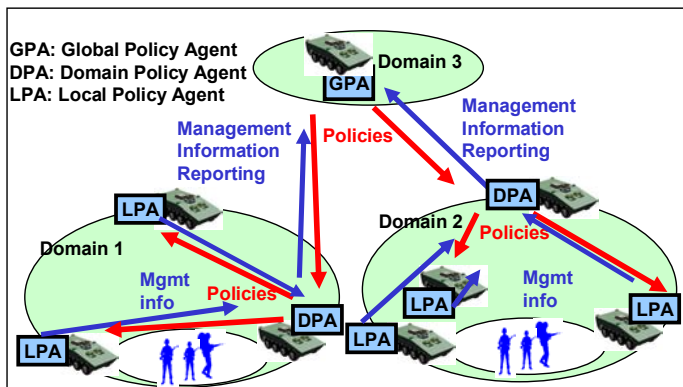 GPA: Global Policy Agent
DPA: Domain Policy Agent
LPA: Local Policy Agent
Domain 3
GPA
Management
Information
Reporting
Policies
Management
Information
Reporting
LPA
DPA
Domain 1
Domain 2
Policies
Mgmt
info
Policies
Mgmt
info
LPA
LPA
DPA
LPA
LPA